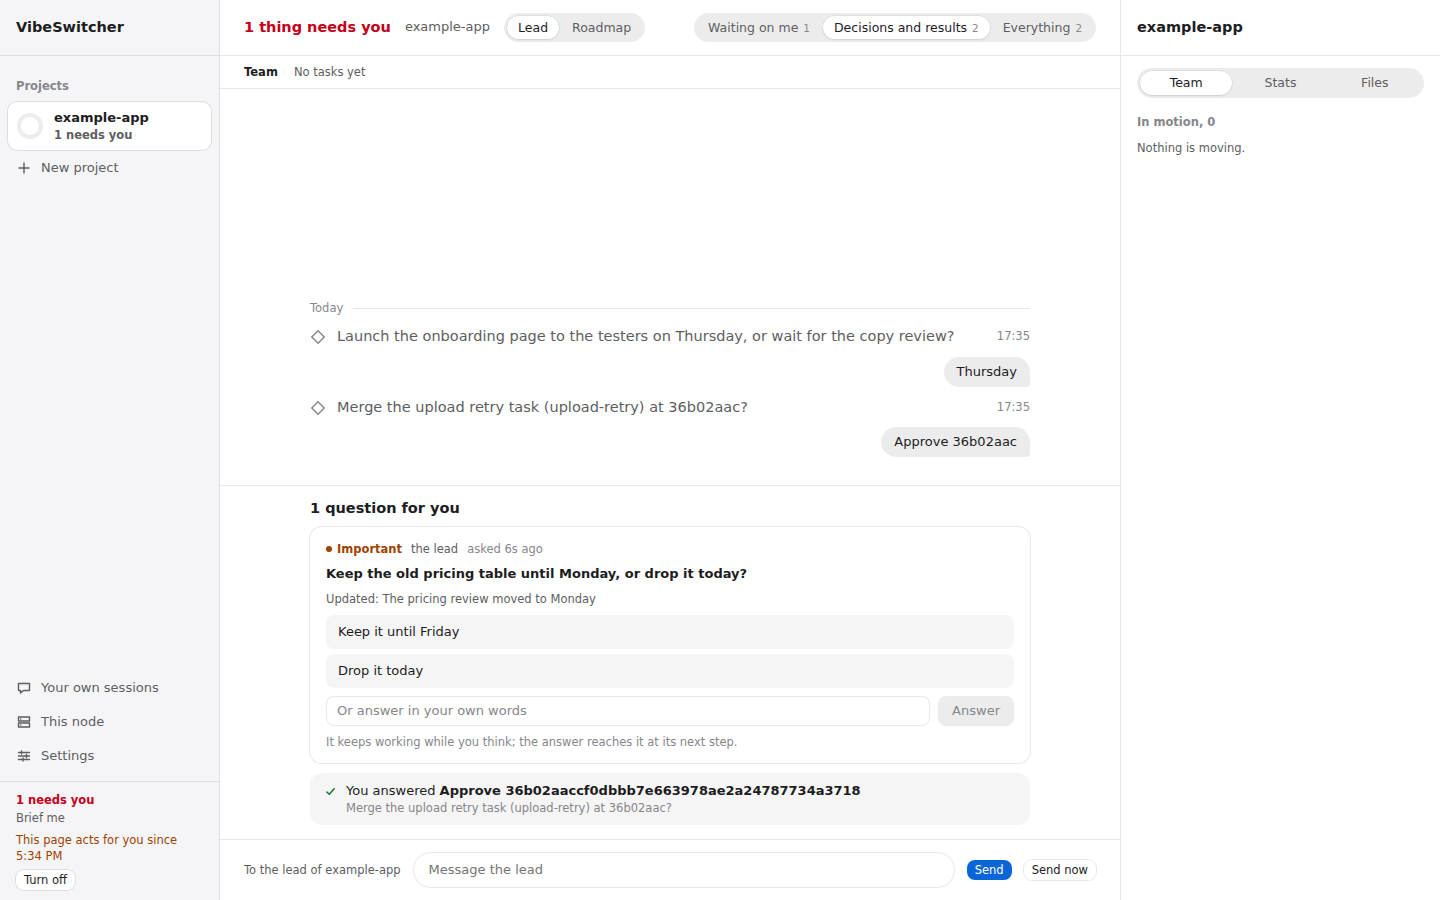 VibeSwitcher
Projects
example-app
1 needs you
New project
Your own sessions
This node
Settings
1 needs you
Brief me
This page acts for you since
5:34 PM
Turn off
1 thing needs you example-app Lead Roadmap Waiting on me 1 Decisions and results 2 Everything 2
Team No tasks yet
Today
Launch the onboarding page to the testers on Thursday, or wait for the copy review? 17:35
Thursday
Merge the upload retry task (upload-retry) at 36b02aac? 17:35
Approve 36b02aac
1 question for you
Important the lead asked 6s ago
Keep the old pricing table until Monday, or drop it today?
Updated: The pricing review moved to Monday
Keep it until Friday
Drop it today
Or answer in your own words Answer
It keeps working while you think; the answer reaches it at its next step.
You answered Approve 36b02aaccf0dbbb7e663978ae2a24787734a3718
Merge the upload retry task (upload-retry) at 36b02aac?
To the lead of example-app Message the lead Send Send now
example-app
Team Stats Files
In motion, 0
Nothing is moving.